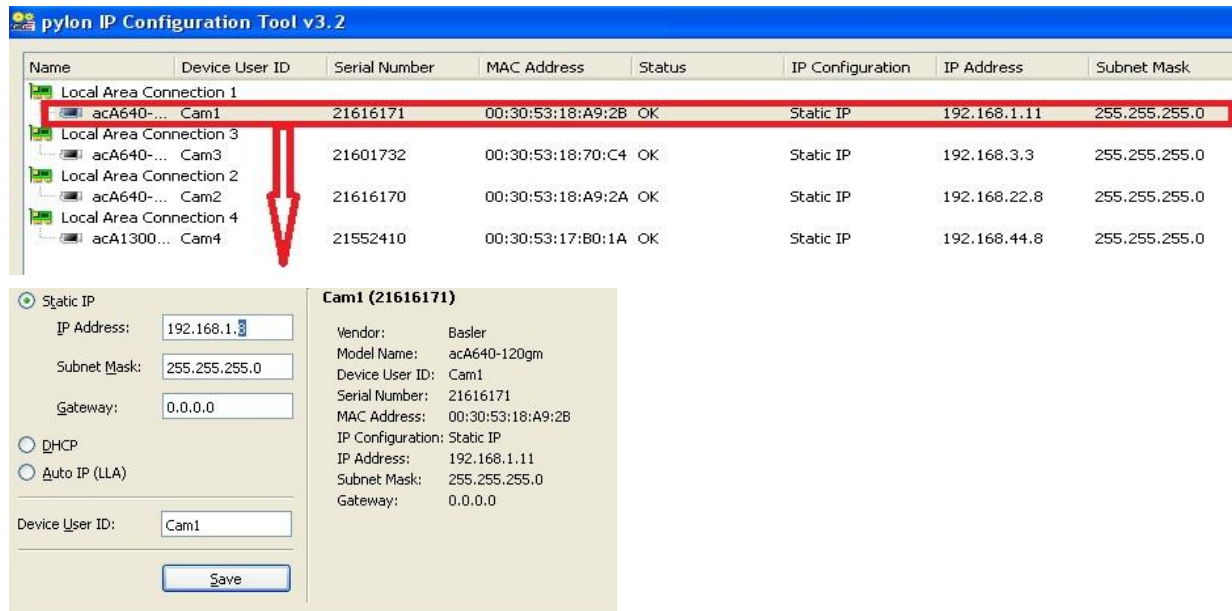 pylon IP Configuration Tool v3.2
Name Device User ID Serial Number MAC Address Status IP Configuration IP Address Subnet Mask
Local Area Connection 1
acA640-... Cam1 21616171 00:30:53:18:A9:2B OK Static IP 192.168.1.11 255.255.255.0
Local Area Connection 3
acA640-... Cam3 21601732 00:30:53:18:70:C4 OK Static IP 192.168.3.3 255.255.255.0
Local Area Connection 2
acA640-... Cam2 21616170 00:30:53:18:A9:2A OK Static IP 192.168.22.8 255.255.255.0
Local Area Connection 4
acA1300... Cam4 21552410 00:30:53:17:B0:1A OK Static IP 192.168.44.8 255.255.255.0
Static IP
IP Address: 192.168.1.8
Subnet Mask: 255.255.255.0
Gateway: 0.0.0.0
DHCP
Auto IP (LLA)
Device User ID: Cam1
Save
Cam1 (21616171)
Vendor: Basler
Model Name: acA640-120gm
Device User ID: Cam1
Serial Number: 21616171
MAC Address: 00:30:53:18:A9:2B
IP Configuration: Static IP
IP Address: 192.168.1.11
Subnet Mask: 255.255.255.0
Gateway: 0.0.0.0